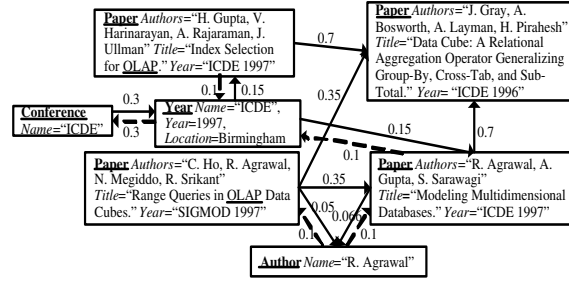 Paper Authors="H. Gupta, V.
Harinarayan, A. Rajaraman, J.
Ullman" Title="Index Selection
for OLAP." Year="ICDE 1997"
Paper Authors="J. Gray, A.
Bosworth, A. Layman, H. Pirahesh"
Title="Data Cube: A Relational
Aggregation Operator Generalizing
Group-By, Cross-Tab, and Sub-
Total." Year="ICDE 1996"
0.7
0.35
0.1
0.15
Conference
Name="ICDE"
0.3
0.3
Year Name="ICDE",
Year=1997,
Location=Birmingham
0.15
0.1
0.7
Paper Authors="C. Ho, R. Agrawal,
N. Megiddo, R. Srikant"
Title="Range Queries in OLAP Data
Cubes." Year="SIGMOD 1997"
0.35
0.05
0.066
0.1
0.1
Paper Authors="R. Agrawal, A.
Gupta, S. Sarawagi"
Title="Modeling Multidimensional
Databases." Year="ICDE 1997"
Author Name="R. Agrawal"